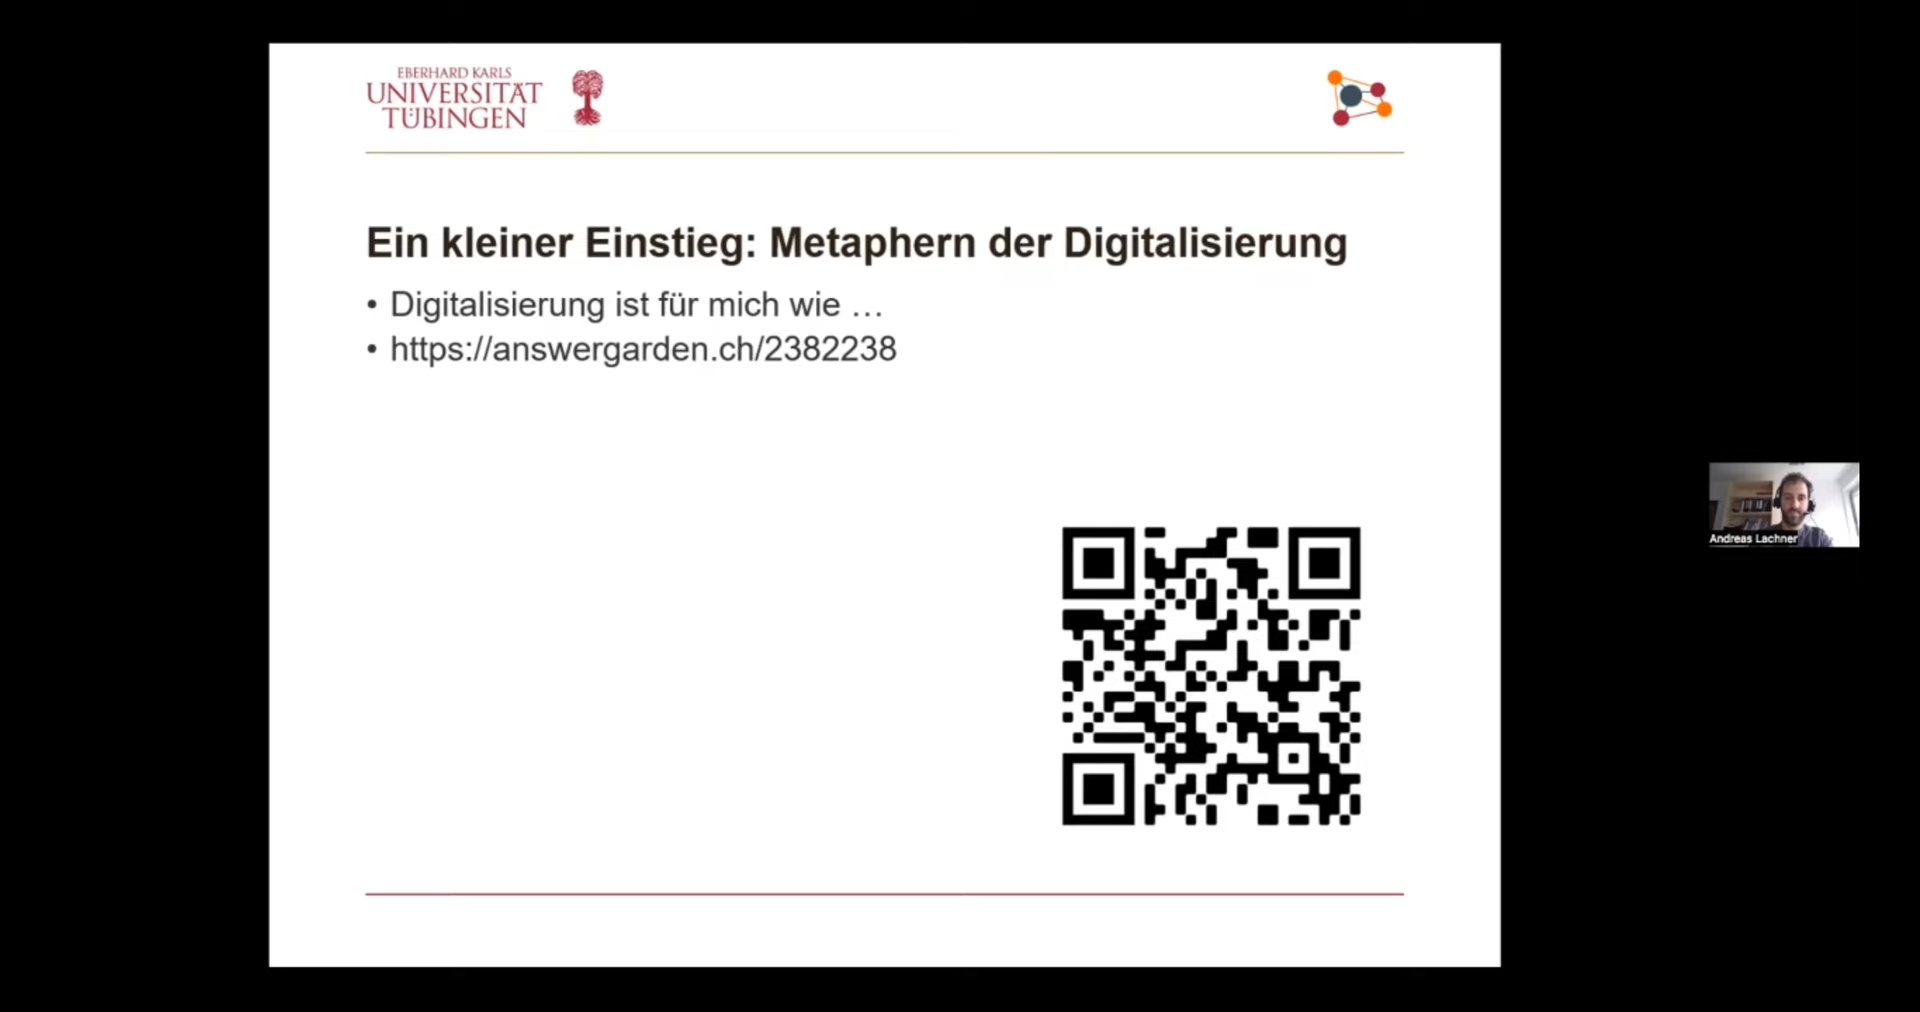 EBERHARD KARLS
UNIVERSITÄT
TÜBINGEN
Ein kleiner Einstieg: Metaphern der Digitalisierung
• Digitalisierung ist für mich wie …
• https://answergarden.ch/2382238
Andreas Lachner